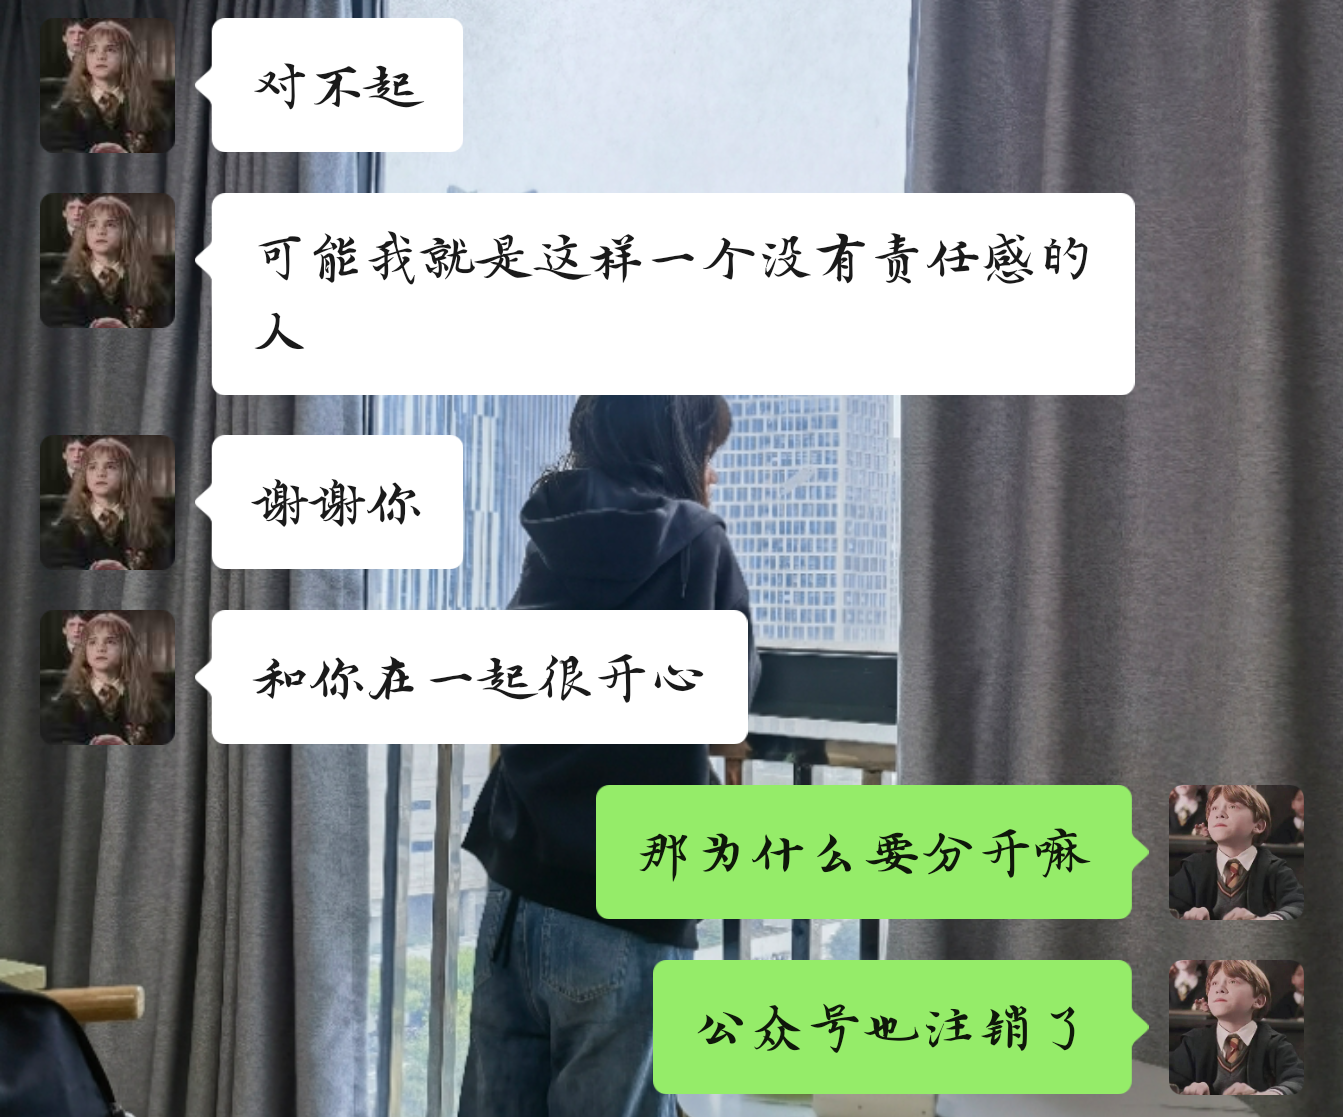 对不起
可能我就是这样一个没有责任感的
人
谢谢你
和你在一起很开心
那为什么要分开嘛
公众号也注销了